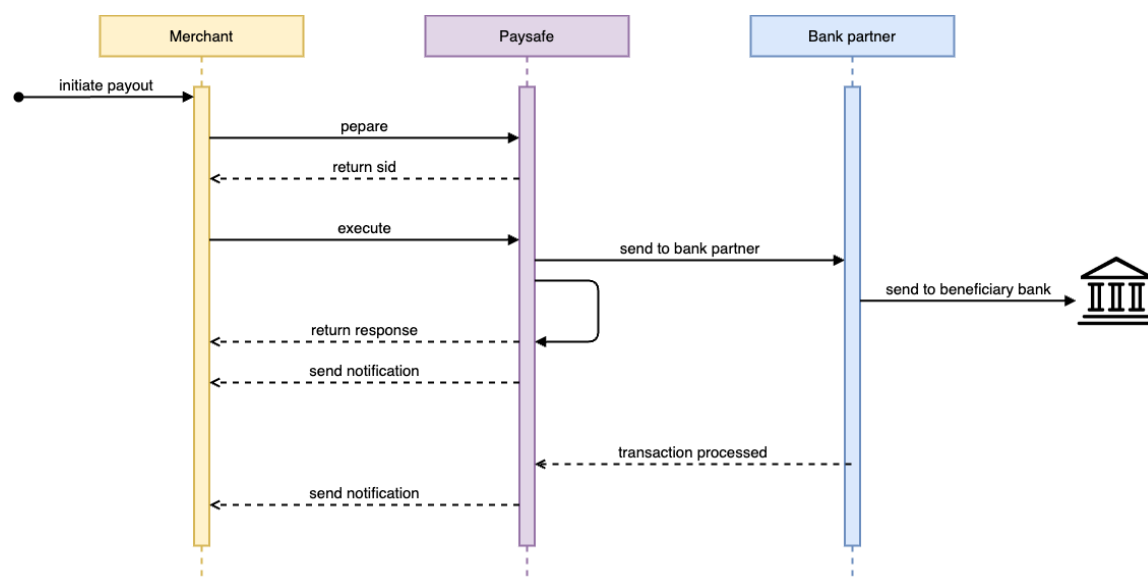 Merchant
Paysafe
Bank partner
initiate payout
pepare
return sid
execute
send to bank partner
send to beneficiary bank
return response
send notification
transaction processed
send notification